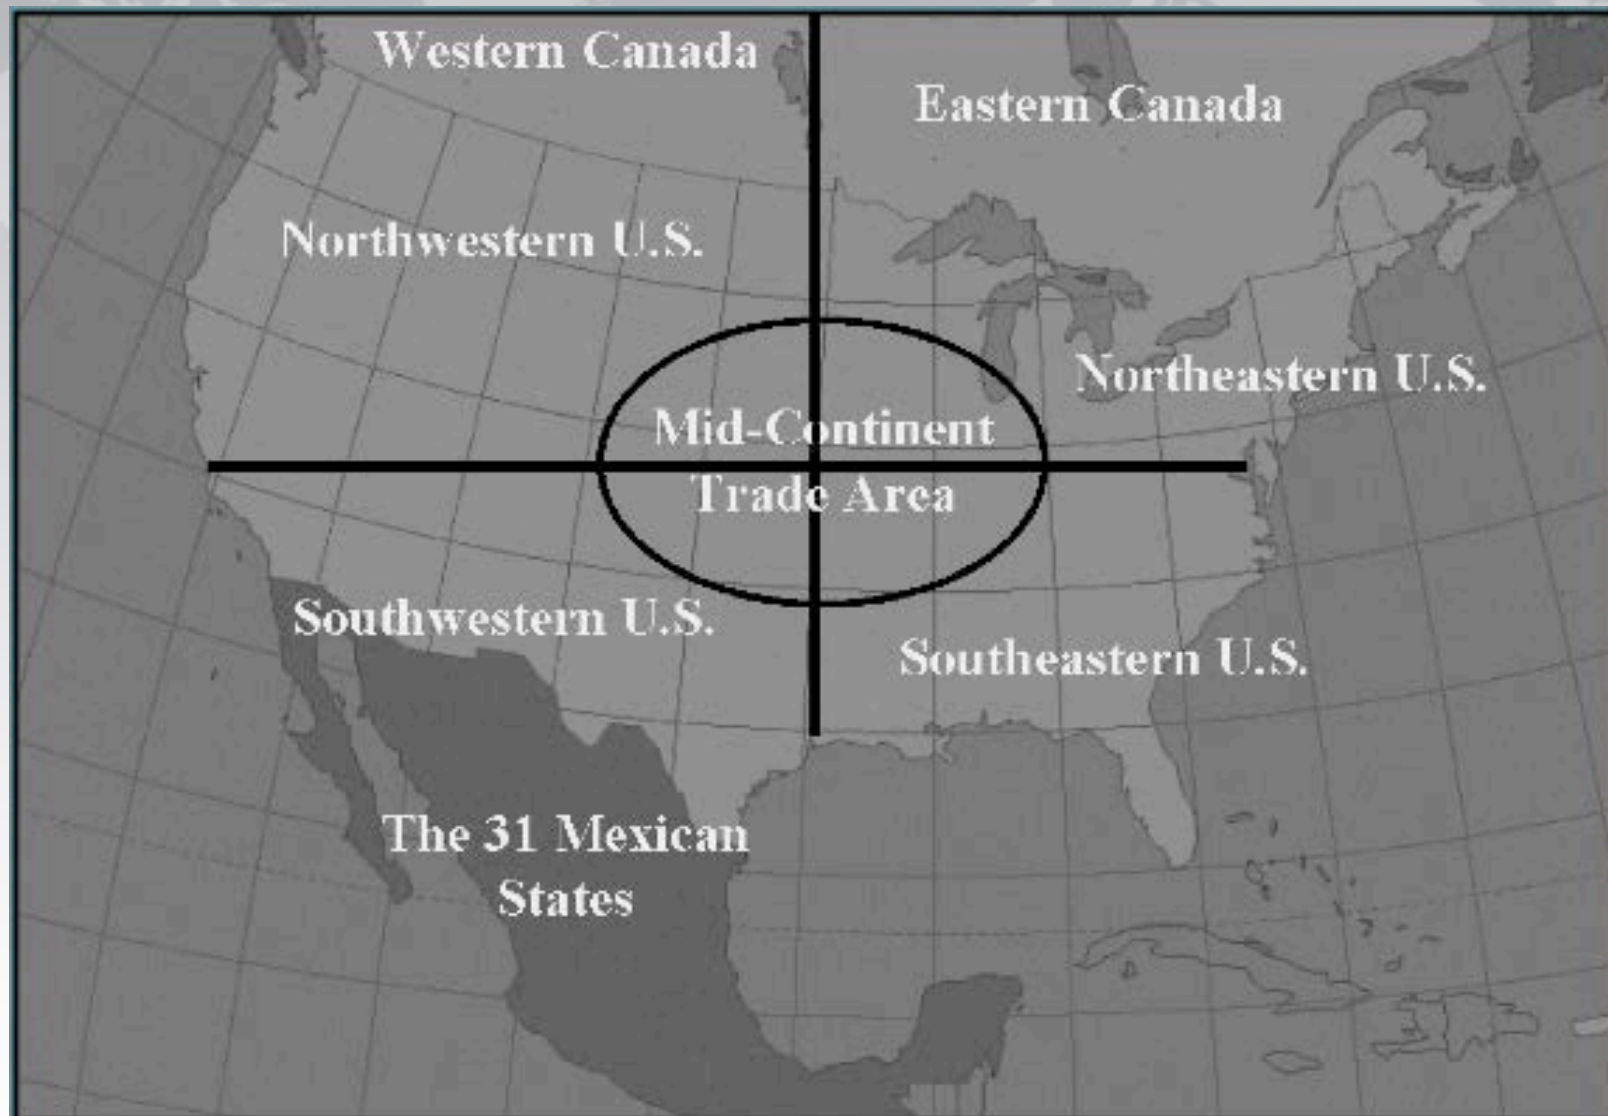 Western Canada
Eastern Canada
Northwestern U.S.
Northeastern U.S.
Mid-Continent
Trade Area
Southwestern U.S.
Southeastern U.S.
The 31 Mexican
States